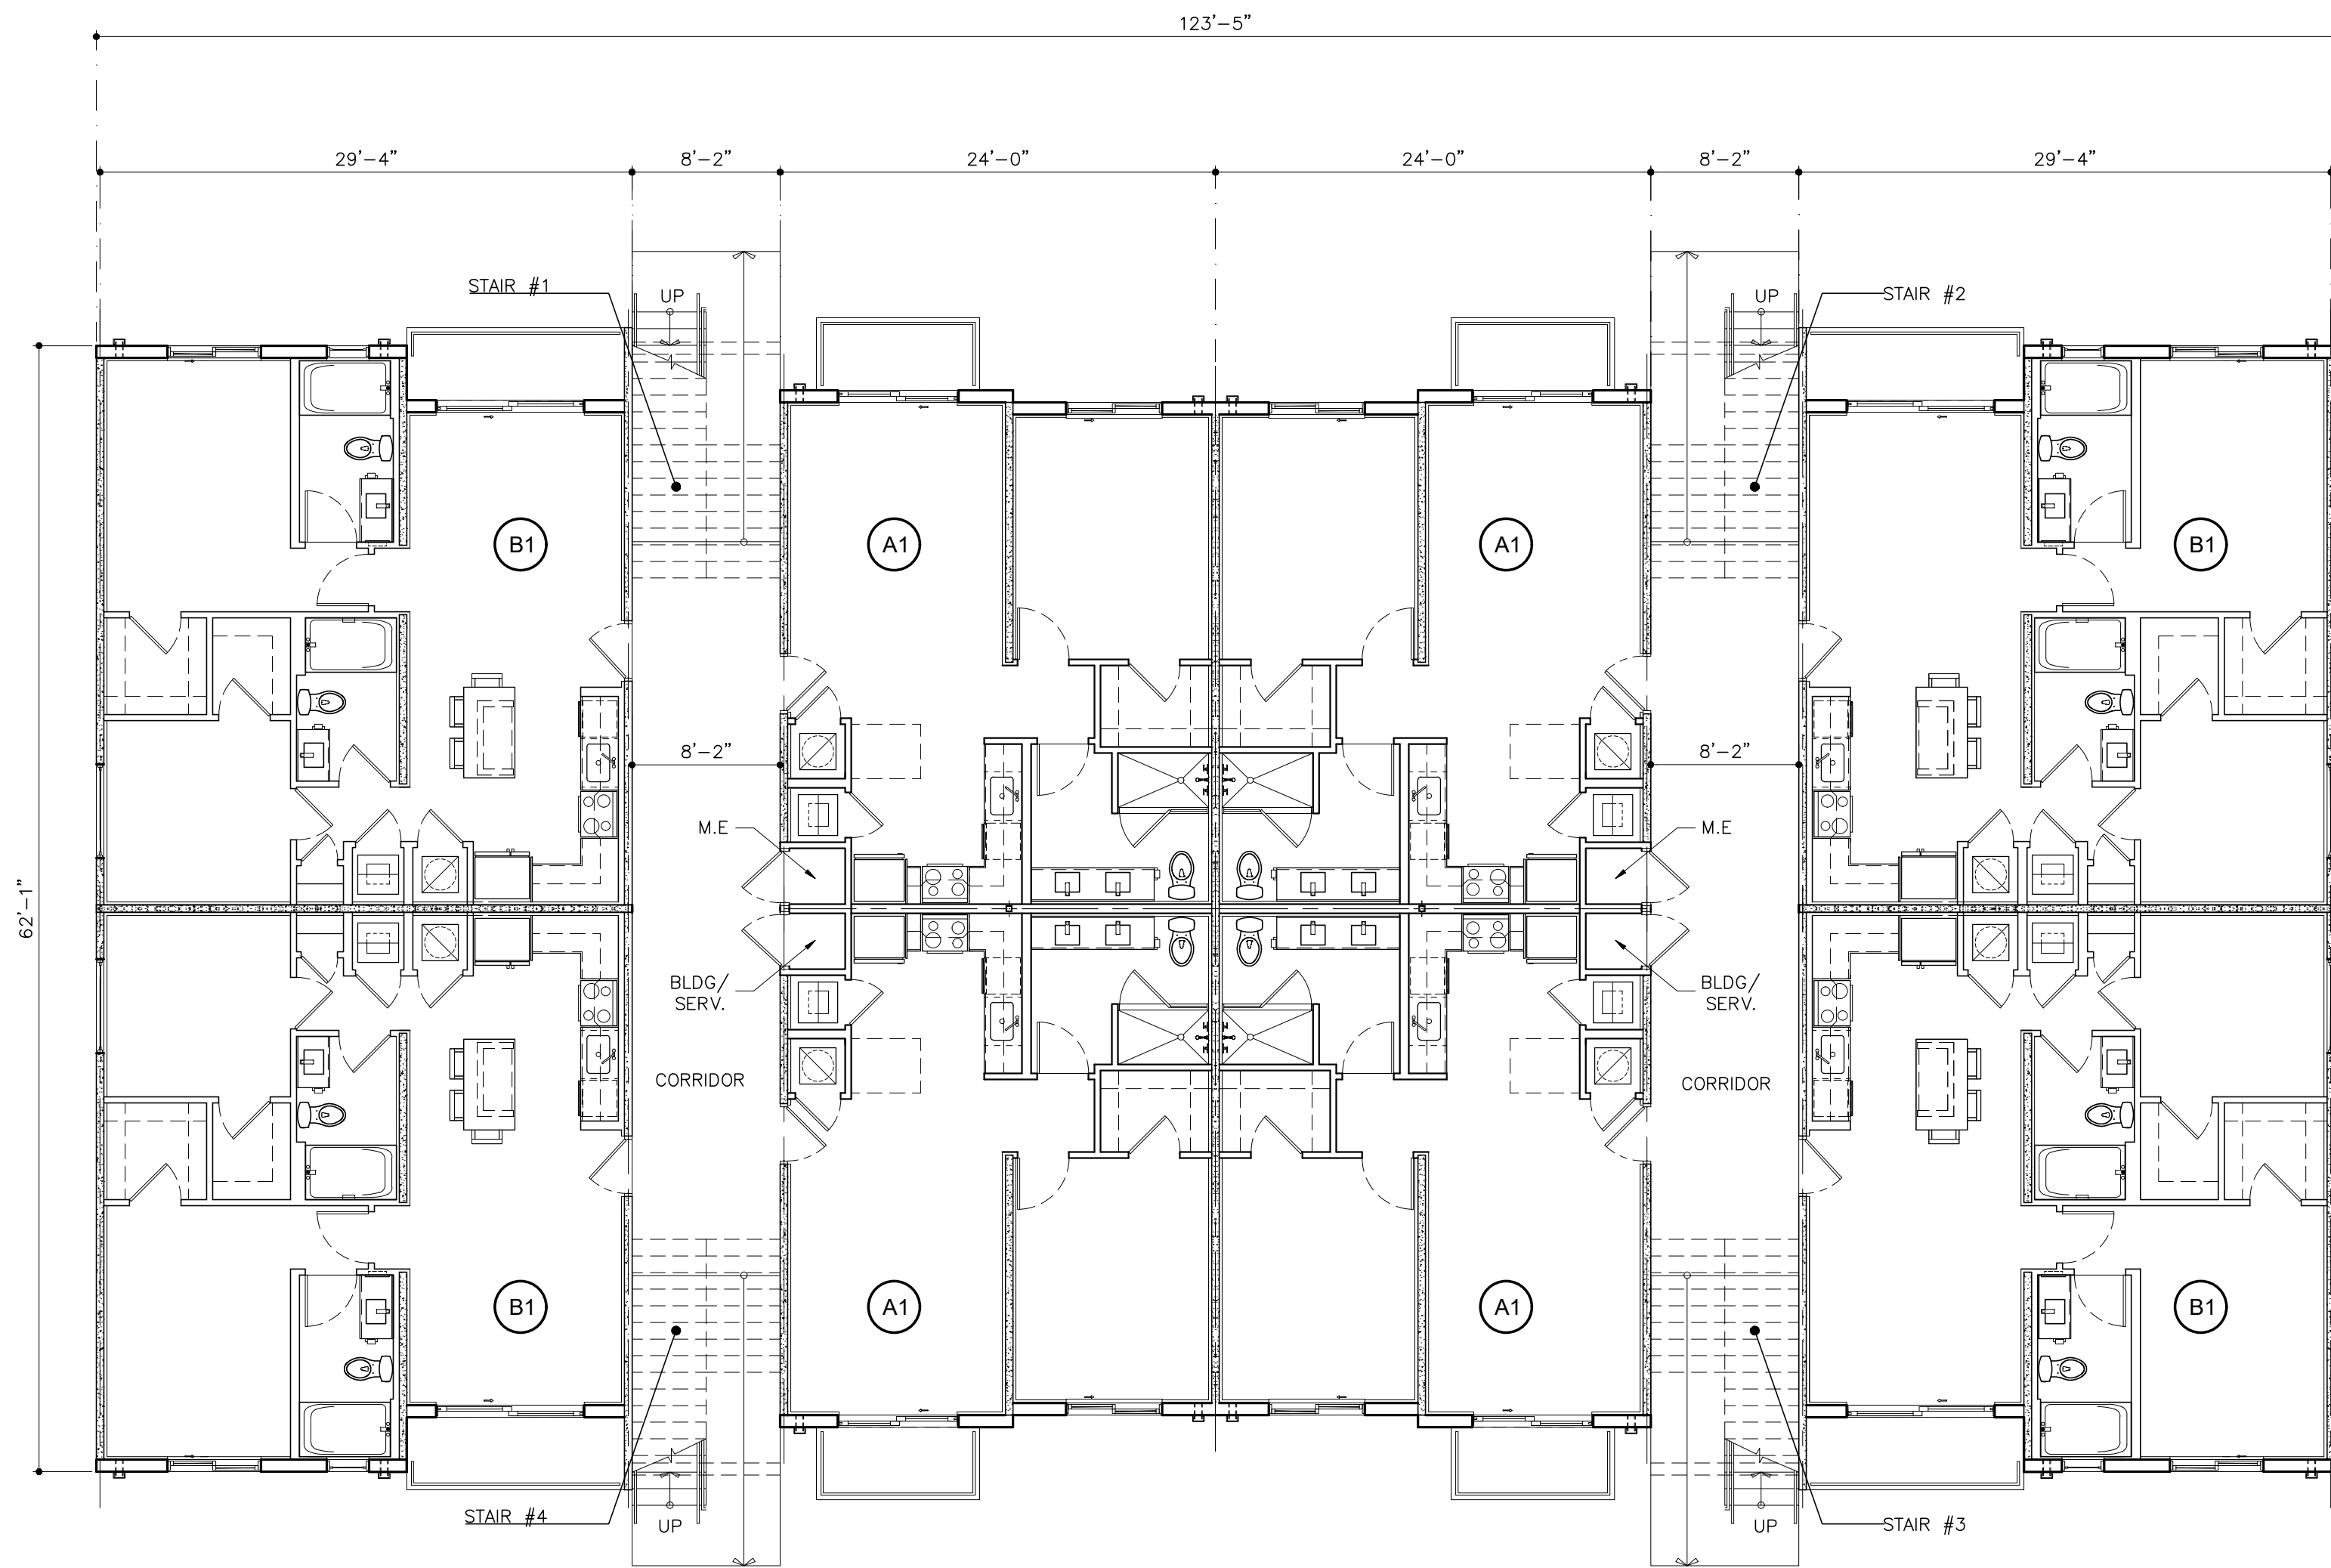 123'-5"
29'-4"
8'-2"
24'-0"
24'-0"
8'-2"
29'-4"
STAIR #1
UP
UP
STAIR #2
B1
A1
A1
B1
8'-2"
8'-2"
M.E
M.E
62'-1"
BLDG/
SERV.
BLDG/
SERV.
CORRIDOR
CORRIDOR
B1
A1
A1
B1
STAIR #4
UP
UP
STAIR #3